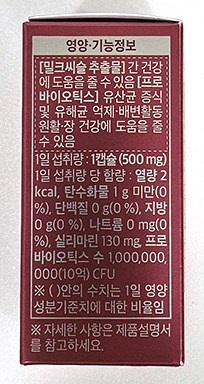 영양·기능정보
[밀크씨슬 추출물] 간 건강
에 도움을 줄 수 있음 [프로
바이오틱스] 유산균 증식
및 유해균 억제·배변활동
원활·장 건강에 도움을 줄
수 있음
1일 섭취량 : 1캡슐(500 mg)
1일 섭취량 당 함량 : 열량 2
kcal, 탄수화물 1 g 미만(0
%), 단백질 0 g(0 %), 지방
0 g(0 %), 나트륨 0 mg(0
%), 실리마린 130 mg, 프로
바이오틱스 수 1,000,000,
000(10억) CFU
※ ( )안의 수치는 1일 영양
성분기준치에 대한 비율임
※ 자세한 사항은 제품설명서
를 참고하세요.